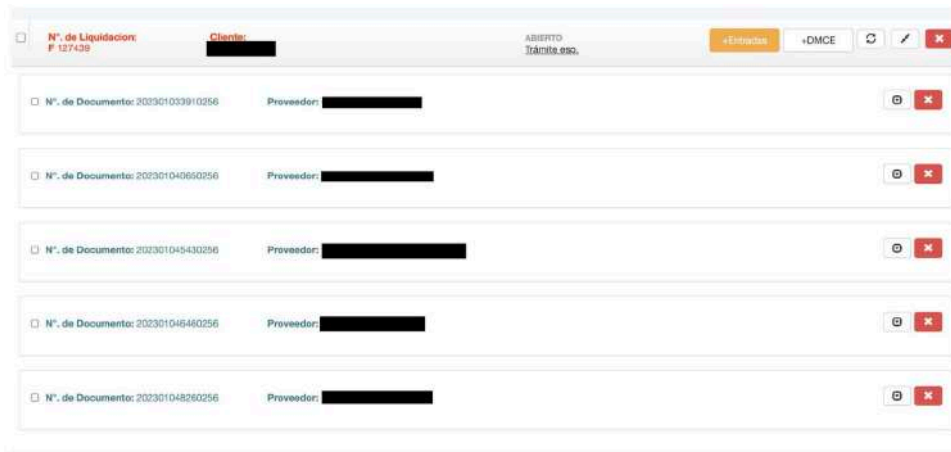 N°. de Liquidacion:
F 127439
Cliente:
ABIERTO
Trámite esq.
+Entradas
+DMCE
N°. de Documento: 202301033910256 Proveedor:
N°. de Documento: 202301040650256 Proveedor:
N°. de Documento: 202301045430256 Proveedor:
N°. de Documento: 202301046460256 Proveedor:
N°. de Documento: 202301048260256 Proveedor: